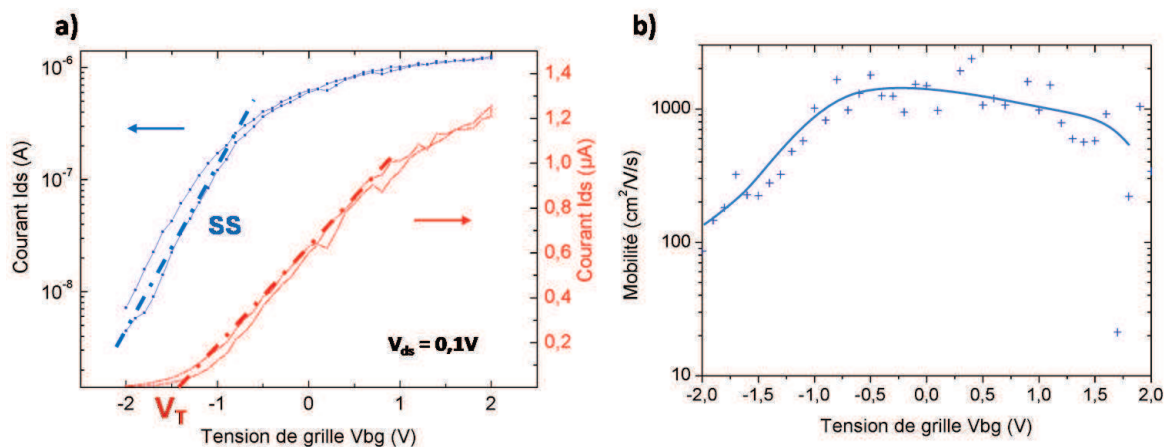 a)
Courant Ids (A)
10⁻⁶
10⁻⁷
10⁻⁸
SS
V_T
V_ds = 0,1V
1,4
1,2
1,0
0,8
0,6
0,4
0,2
Courant Ids (µA)
-2 -1 0 1 2
Tension de grille Vbg (V)
b)
Mobilité (cm²/V/s)
1000
100
10
-2,0 -1,5 -1,0 -0,5 0,0 0,5 1,0 1,5 2,0
Tension de grille Vbg (V)